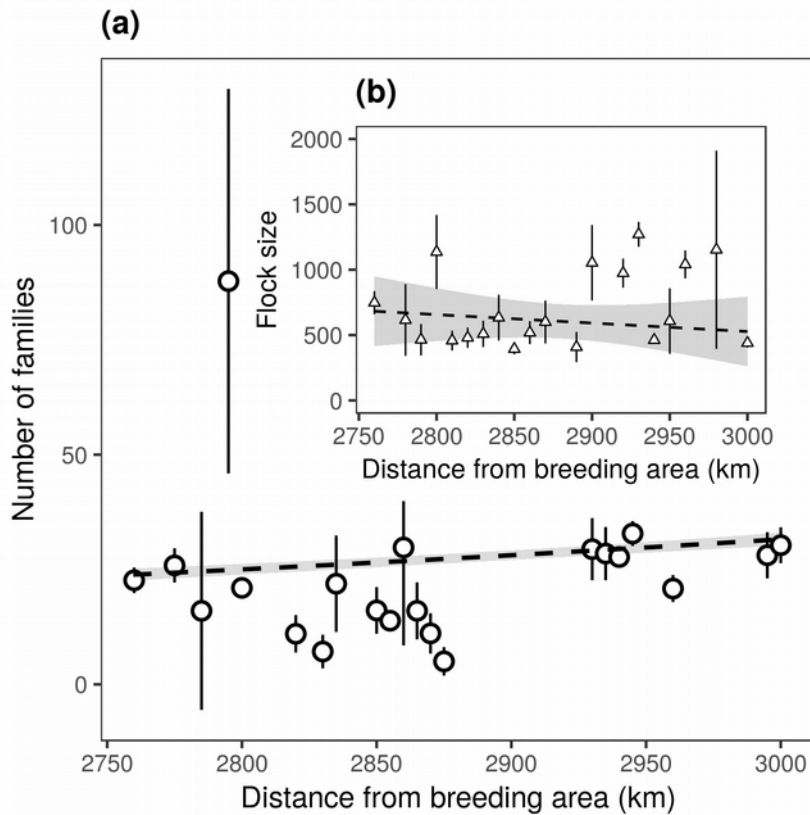 (a)
(b)
2000
1500
1000
500
0
Flock size
2750 2800 2850 2900 2950 3000
Distance from breeding area (km)
100
50
0
Number of families
2750 2800 2850 2900 2950 3000
Distance from breeding area (km)